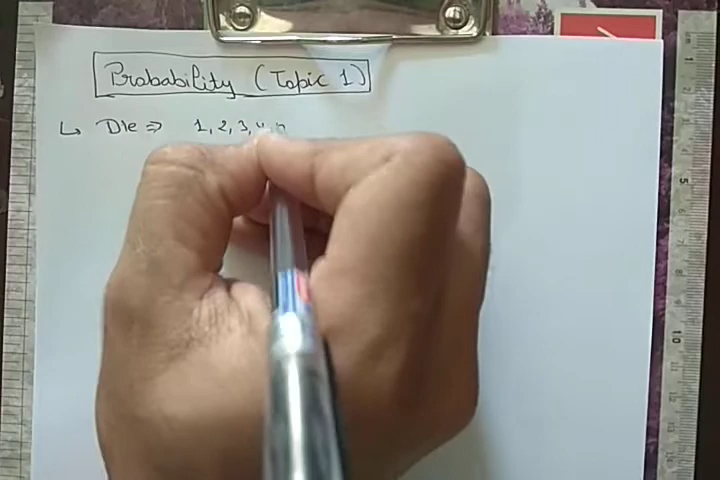 Probability (Topic 1)
↳ Die ⇒ 1, 2, 3, 4,